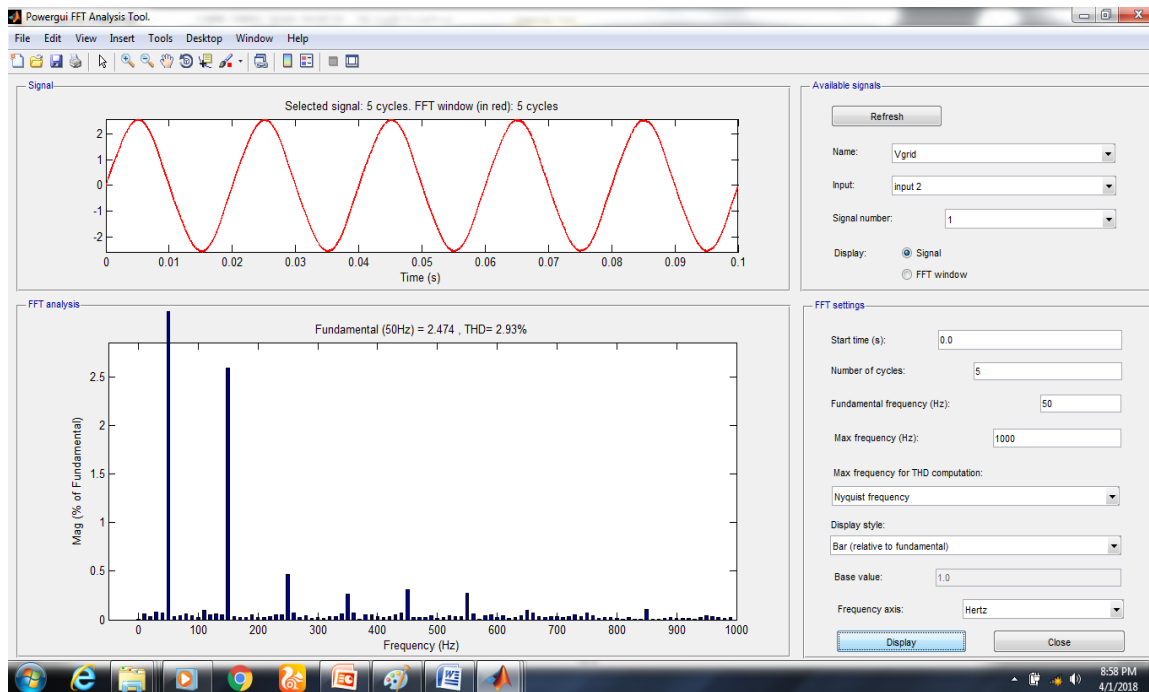 Powergui FFT Analysis Tool.
File Edit View Insert Tools Desktop Window Help
Signal
Selected signal: 5 cycles. FFT window (in red): 5 cycles
2
1
0
-1
-2
0 0.01 0.02 0.03 0.04 0.05 0.06 0.07 0.08 0.09 0.1
Time (s)
FFT analysis
Fundamental (50Hz) = 2.474 , THD= 2.93%
Mag (% of Fundamental)
2.5
2
1.5
1
0.5
0
0 100 200 300 400 500 600 700 800 900 1000
Frequency (Hz)
Available signals
Refresh
Name: Vgrid
Input: input 2
Signal number: 1
Display: Signal
FFT window
FFT settings
Start time (s): 0.0
Number of cycles: 5
Fundamental frequency (Hz): 50
Max frequency (Hz): 1000
Max frequency for THD computation:
Nyquist frequency
Display style:
Bar (relative to fundamental)
Base value: 1.0
Frequency axis: Hertz
Display Close
8:58 PM
4/1/2018